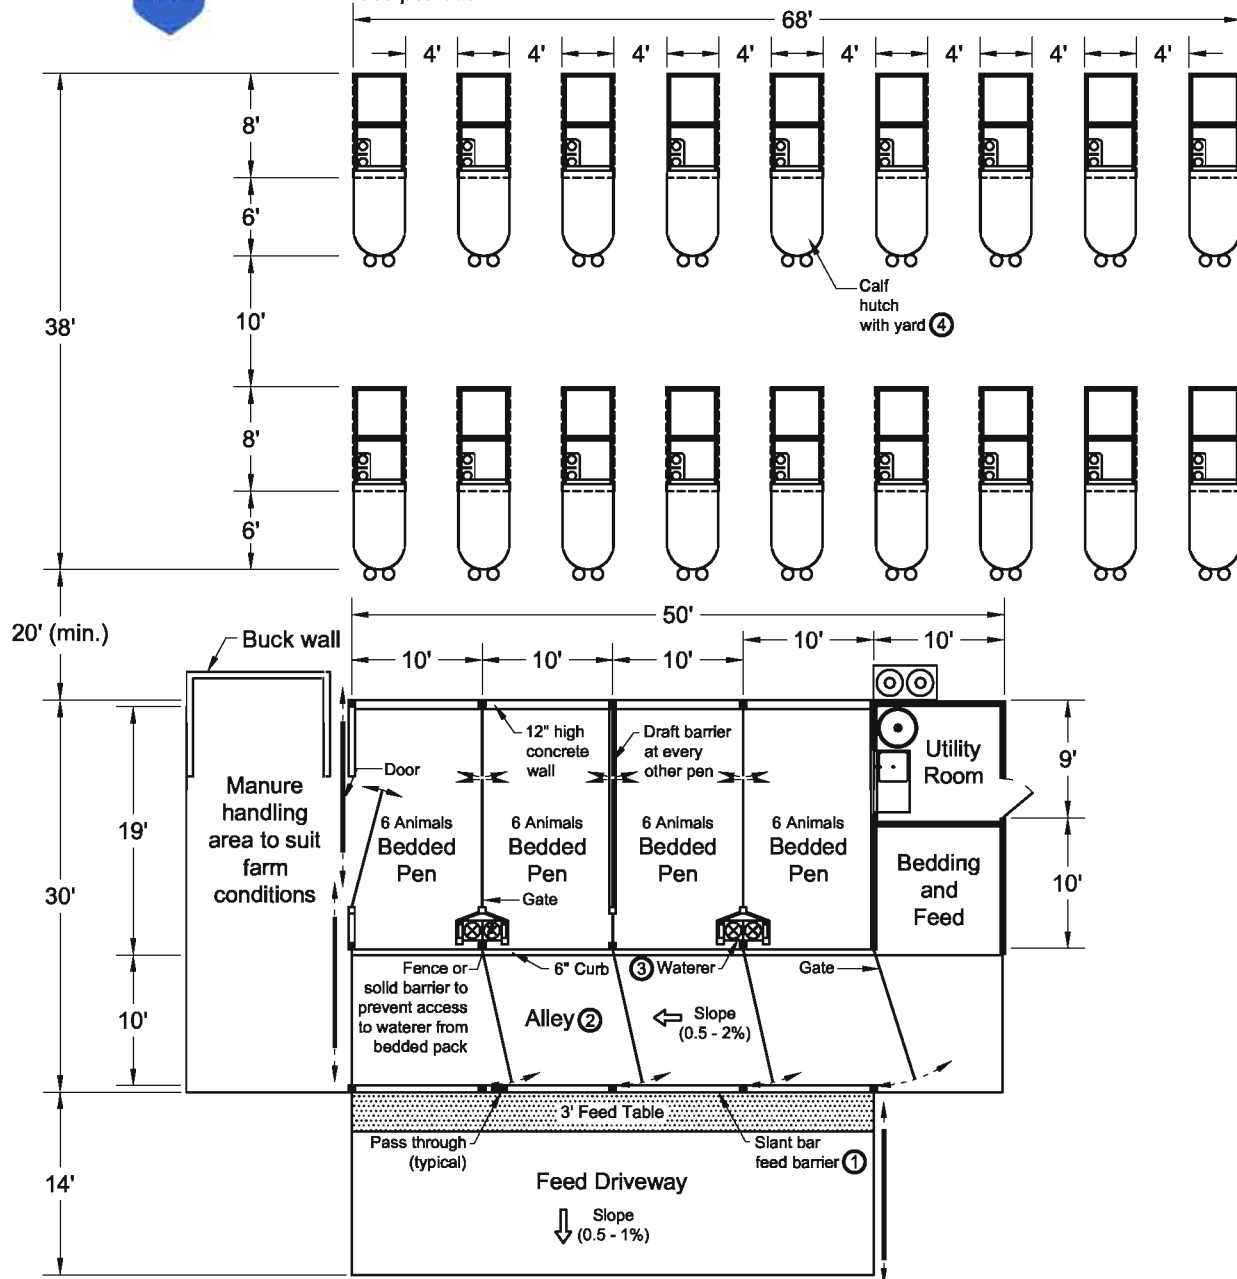 68'
4' 4' 4' 4' 4' 4' 4' 4'
8'
6'
Calf
hutch
with yard 4
10'
38'
8'
6'
50'
20' (min.)
Buck wall
10' 10' 10' 10' 10'
12" high
concrete
wall
Draft barrier
at every
other pen
Utility
Room
9'
Door
Manure
handling
area to suit
farm
conditions
19'
30'
6 Animals
Bedded
Pen
6 Animals
Bedded
Pen
6 Animals
Bedded
Pen
6 Animals
Bedded
Pen
Bedding
and
Feed
10'
Gate
Fence or
solid barrier to
prevent access
to waterer from
bedded pack
6" Curb
3 Waterer
Gate
10'
Alley 2
Slope
(0.5 - 2%)
3' Feed Table
Pass through
(typical)
Slant bar
feed barrier 1
14'
Feed Driveway
Slope
(0.5 - 1%)